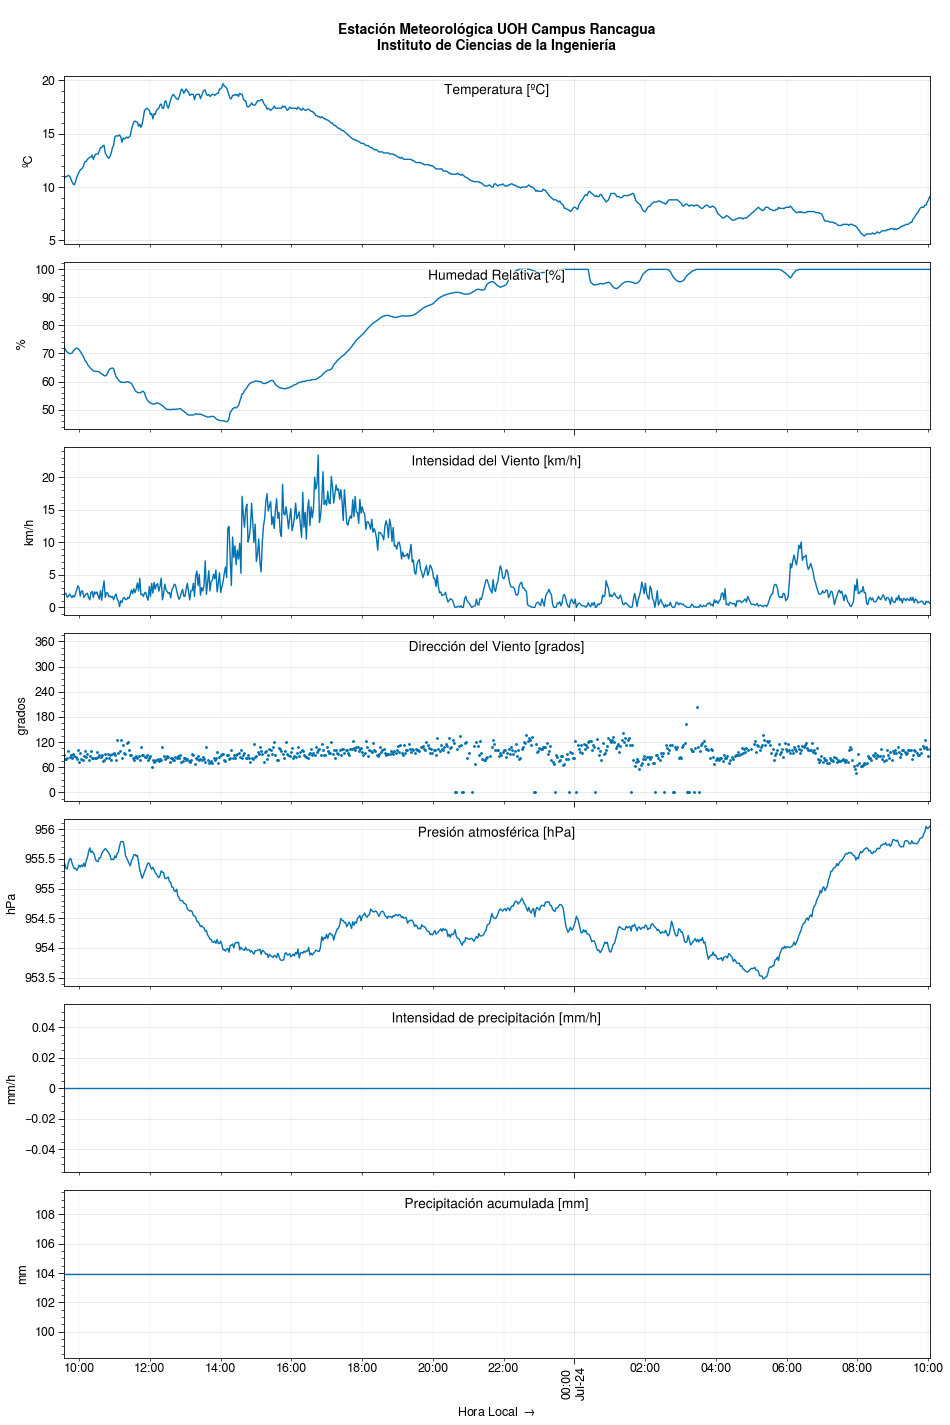 Estación Meteorológica UOH Campus Rancagua
Instituto de Ciencias de la Ingeniería
Temperatura [ºC]
ºC
20
15
10
5
Humedad Relativa [%]
%
100
90
80
70
60
50
Intensidad del Viento [km/h]
km/h
20
15
10
5
0
Dirección del Viento [grados]
grados
360
300
240
180
120
60
0
Presión atmosférica [hPa]
hPa
956
955.5
955
954.5
954
953.5
Intensidad de precipitación [mm/h]
mm/h
0.04
0.02
0
−0.02
−0.04
Precipitación acumulada [mm]
mm
108
106
104
102
100
10:00 12:00 14:00 16:00 18:00 20:00 22:00 00:00 02:00 04:00 06:00 08:00 10:00
Jul-24
Hora Local →